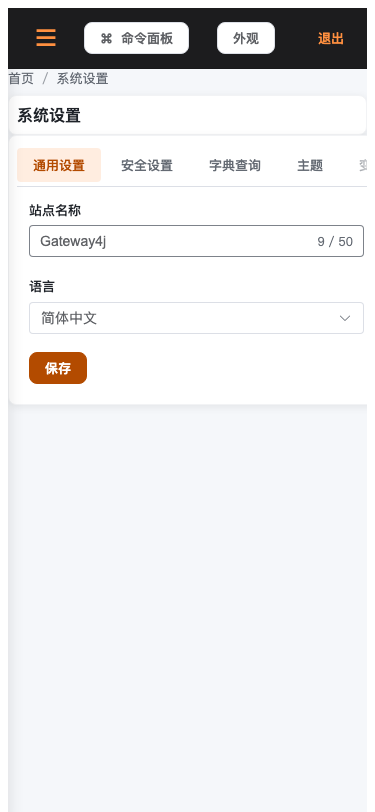 ⌘ 命令面板 外观 退出
首页 / 系统设置
系统设置
通用设置 安全设置 字典查询 主题
站点名称
Gateway4j 9 / 50
语言
简体中文
保存